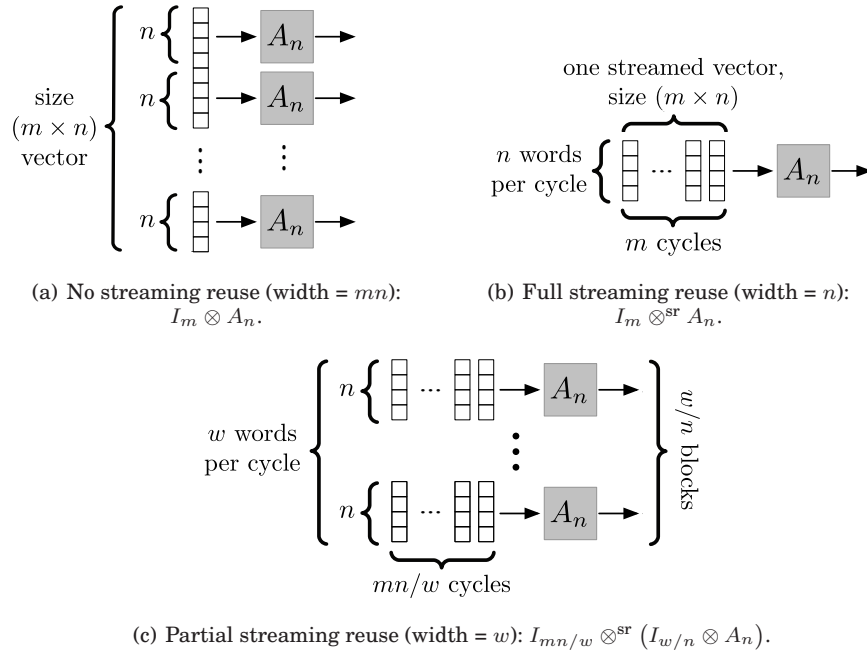 size
(m × n)
vector
n
n
n
A_n
A_n
A_n
(a) No streaming reuse (width = mn):
I_m ⊗ A_n.
one streamed vector,
size (m × n)
n words
per cycle
...
A_n
m cycles
(b) Full streaming reuse (width = n):
I_m ⊗^sr A_n.
w words
per cycle
n
n
...
...
A_n
A_n
w/n blocks
mn/w cycles
(c) Partial streaming reuse (width = w): I_{mn/w} ⊗^sr (I_{w/n} ⊗ A_n).